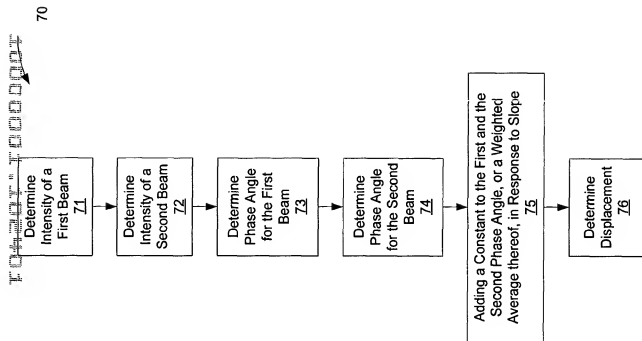 70
Determine
Intensity of a
First Beam
71
Determine
Intensity of a
Second Beam
72
Determine
Phase Angle
for the First
Beam
73
Determine
Phase Angle
for the Second
Beam
74
Adding a Constant to the First and the
Second Phase Angle, or a Weighted
Average thereof, in Response to Slope
75
Determine
Displacement
76